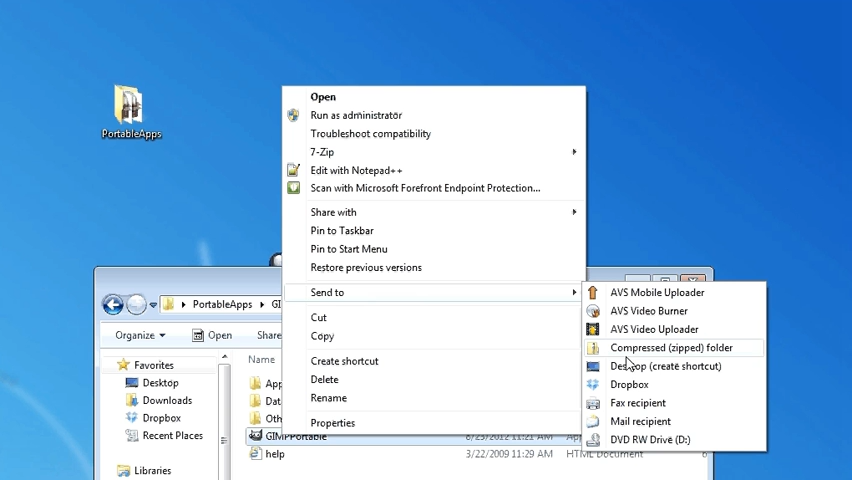 PortableApps
Open
Run as administrator
Troubleshoot compatibility
7-Zip
Edit with Notepad++
Scan with Microsoft Forefront Endpoint Protection...
Share with
Pin to Taskbar
Pin to Start Menu
Restore previous versions
Send to
Cut
Copy
Create shortcut
Delete
Rename
Properties
AVS Mobile Uploader
AVS Video Burner
AVS Video Uploader
Compressed (zipped) folder
Desktop (create shortcut)
Dropbox
Fax recipient
Mail recipient
DVD RW Drive (D:)
PortableApps
Organize
Open
Share
Favorites
Desktop
Downloads
Dropbox
Recent Places
Libraries
Name
App
Data
GIMPPortable
help 3/22/2009 11:29 AM HTML Document